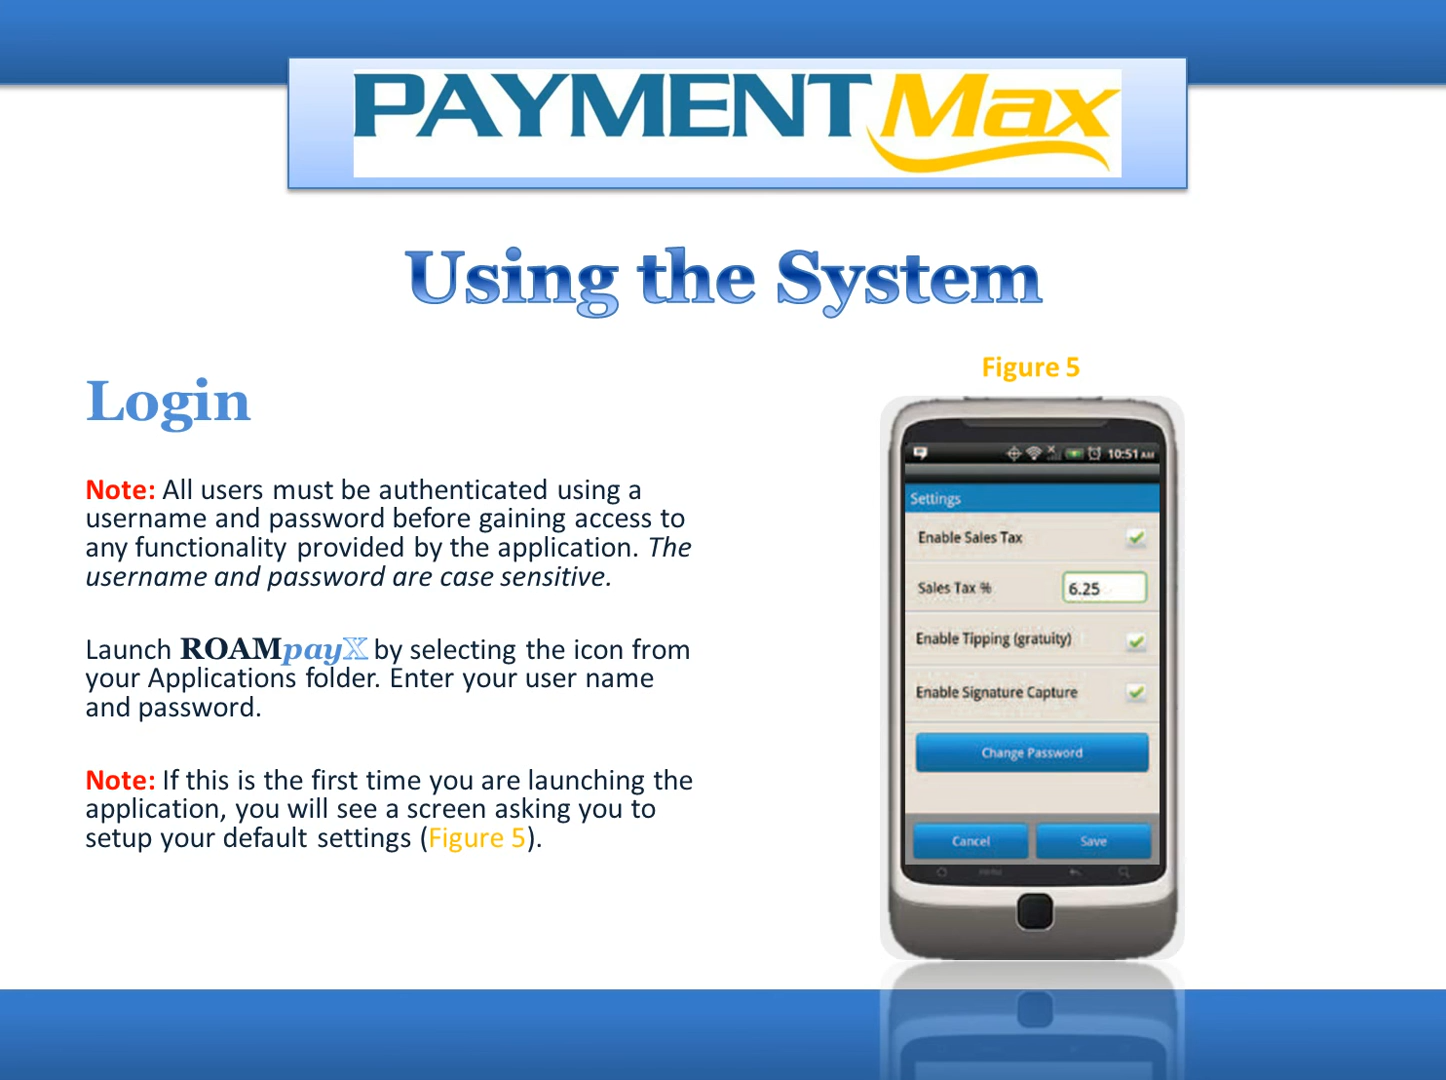 PAYMENTMax
Using the System
Login
Note: All users must be authenticated using a
username and password before gaining access to
any functionality provided by the application. The
username and password are case sensitive.
Launch ROAMpayX by selecting the icon from
your Applications folder. Enter your user name
and password.
Note: If this is the first time you are launching the
application, you will see a screen asking you to
setup your default settings (Figure 5).
Figure 5
10:51 AM
Settings
Enable Sales Tax
Sales Tax % 6.25
Enable Tipping (gratuity)
Enable Signature Capture
Change Password
Cancel Save